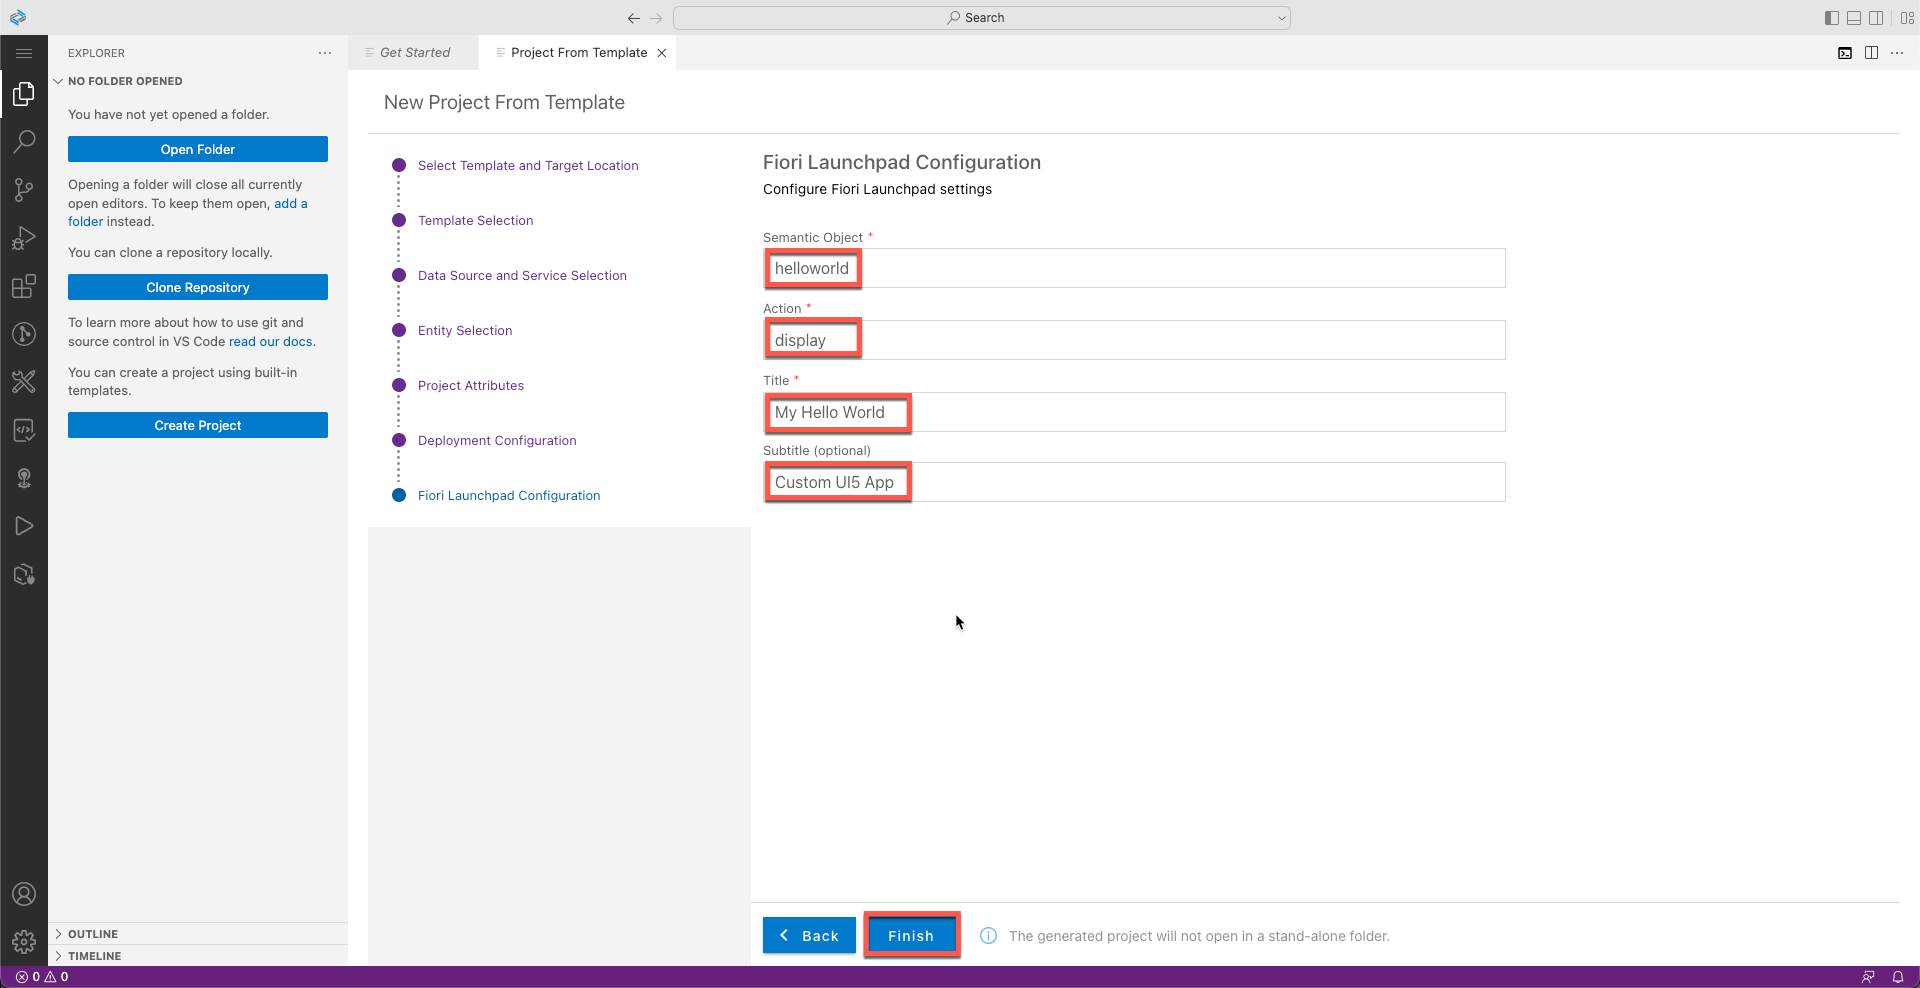 Search
EXPLORER
NO FOLDER OPENED
You have not yet opened a folder.
Open Folder
Opening a folder will close all currently
open editors. To keep them open, add a
folder instead.
You can clone a repository locally.
Clone Repository
To learn more about how to use git and
source control in VS Code read our docs.
You can create a project using built-in
templates.
Create Project
OUTLINE
TIMELINE
Get Started
Project From Template
New Project From Template
Select Template and Target Location
Template Selection
Data Source and Service Selection
Entity Selection
Project Attributes
Deployment Configuration
Fiori Launchpad Configuration
Fiori Launchpad Configuration
Configure Fiori Launchpad settings
Semantic Object *
helloworld
Action *
display
Title *
My Hello World
Subtitle (optional)
Custom UI5 App
Back
Finish
The generated project will not open in a stand-alone folder.
0 0